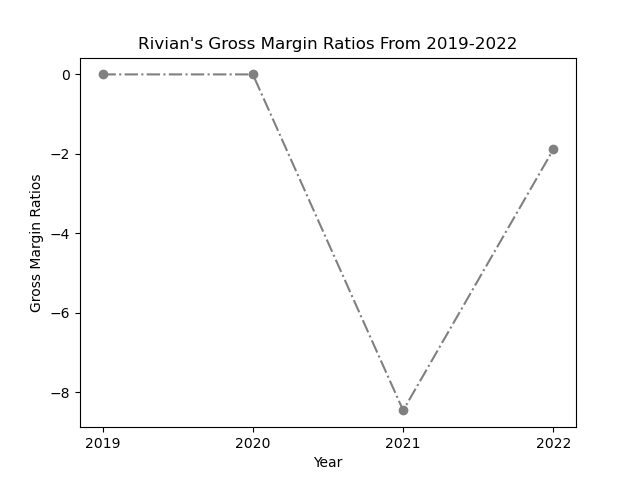 Rivian's Gross Margin Ratios From 2019-2022
0
−2
−4
−6
−8
Gross Margin Ratios
2019 2020 2021 2022
Year